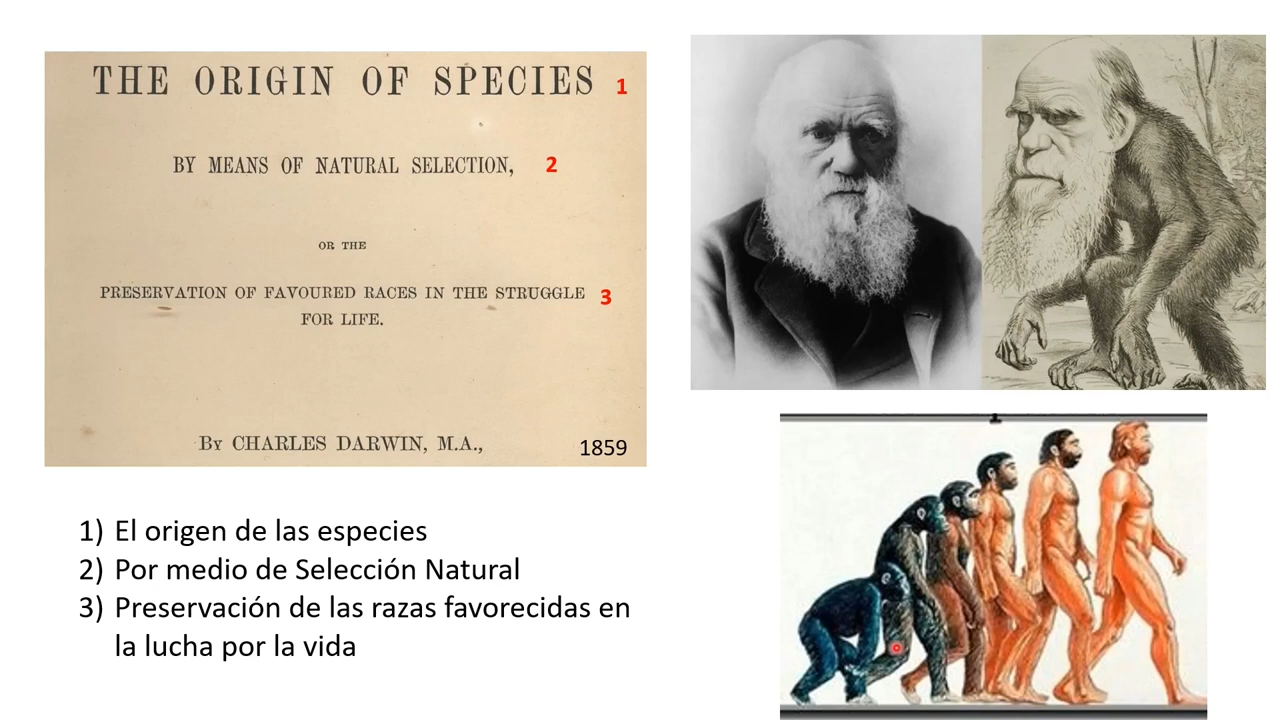 THE ORIGIN OF SPECIES 1
BY MEANS OF NATURAL SELECTION, 2
OR THE
PRESERVATION OF FAVOURED RACES IN THE STRUGGLE 3
FOR LIFE.
By CHARLES DARWIN, M.A., 1859
1) El origen de las especies
2) Por medio de Selección Natural
3) Preservación de las razas favorecidas en
la lucha por la vida